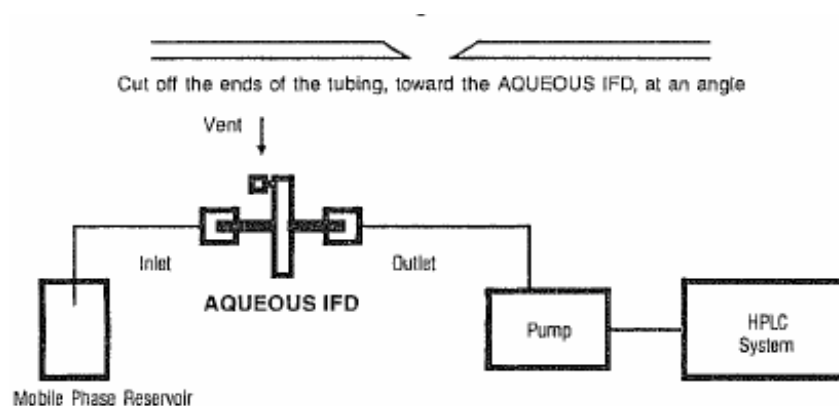 Cut off the ends of the tubing, toward the AQUEOUS IFD, at an angle
Vent
Inlet
Outlet
AQUEOUS IFD
Pump
HPLC
System
Mobile Phase Reservoir